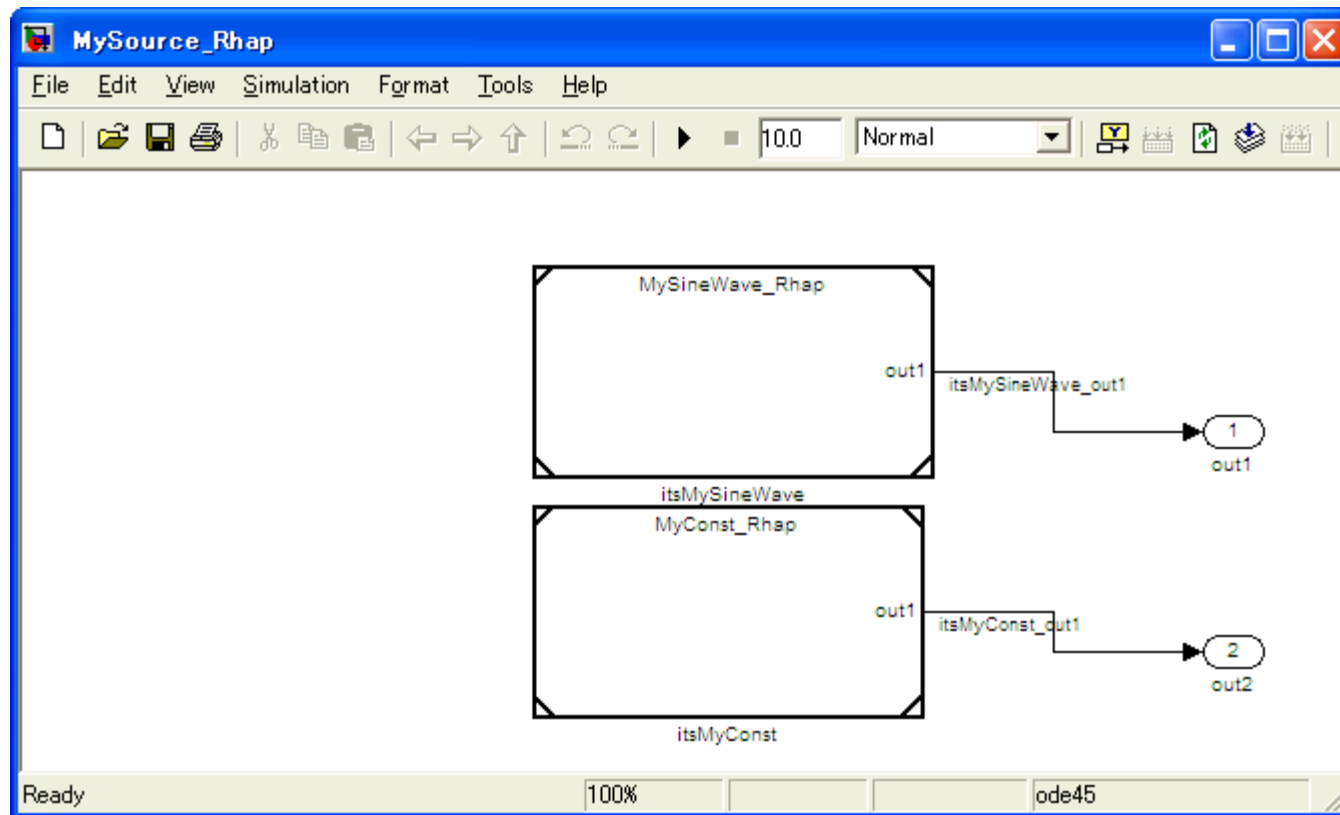 MySource_Rhap
File Edit View Simulation Format Tools Help
10.0 Normal
MySineWave_Rhap
out1
itsMySineWave_out1
1
out1
itsMySineWave
MyConst_Rhap
out1
itsMyConst_out1
2
out2
itsMyConst
Ready 100% ode45